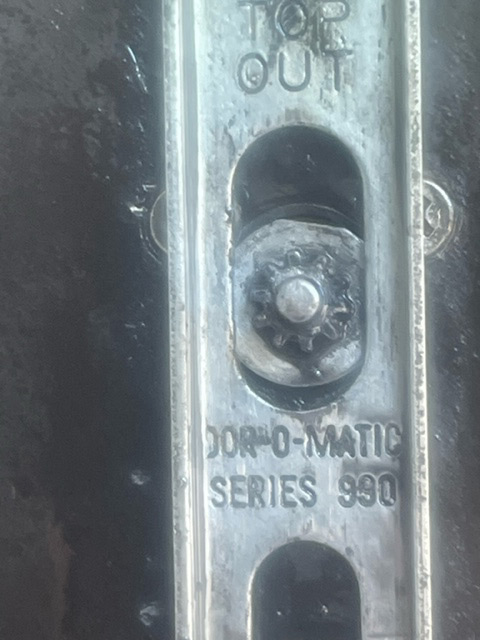 TOP
OUT
DOR-O-MATIC
SERIES 990